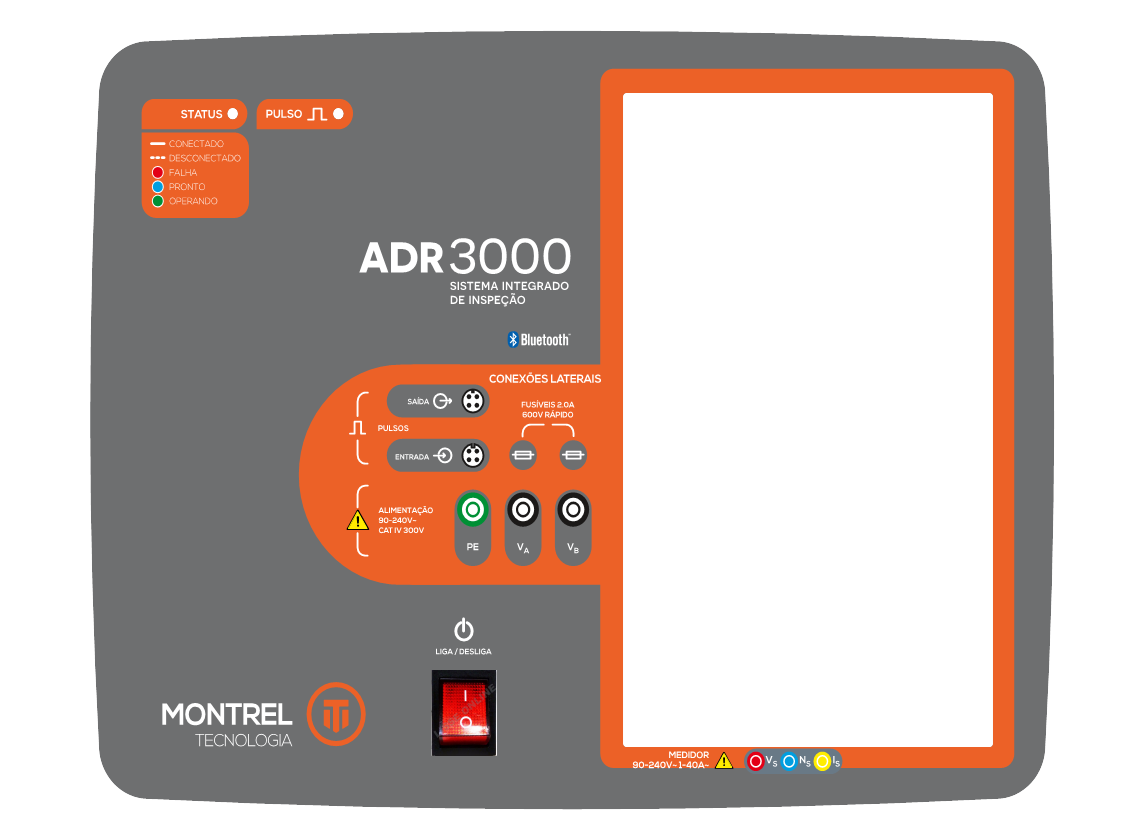 STATUS
PULSO
CONECTADO
DESCONECTADO
FALHA
PRONTO
OPERANDO
ADR3000
SISTEMA INTEGRADO
DE INSPEÇÃO
Bluetooth
CONEXÕES LATERAIS
SAÍDA
FUSÍVEIS 2.0A
600V RÁPIDO
PULSOS
ENTRADA
ALIMENTAÇÃO
90-240V~
CAT IV 300V
PE
VA
VB
LIGA / DESLIGA
I
O
MONTREL
TECNOLOGIA
MEDIDOR
90-240V~1-40A~
VS
NS
IS